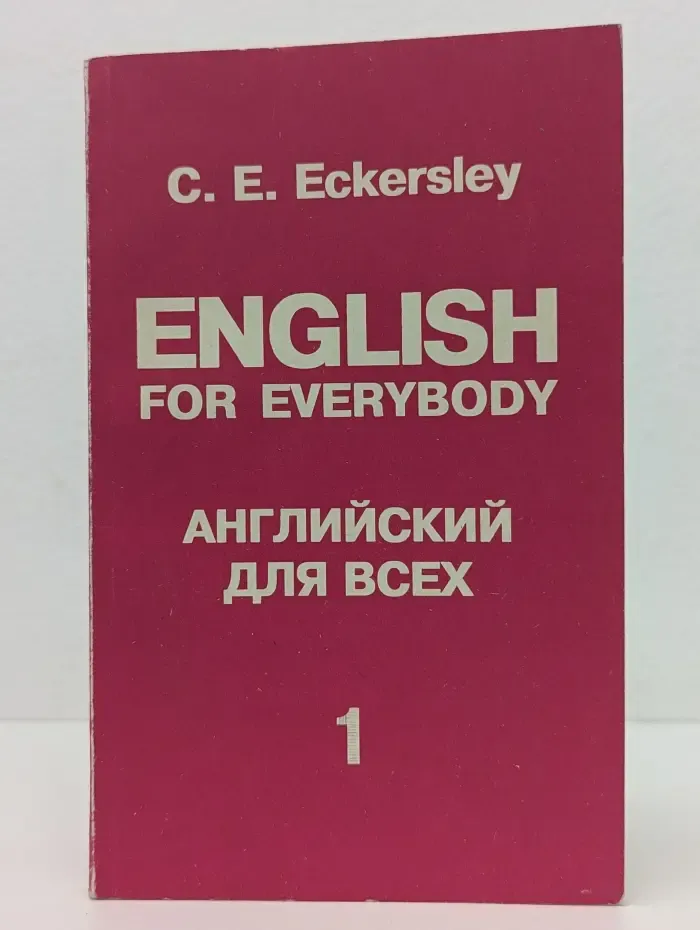 C. E. Eckersley
ENGLISH
FOR EVERYBODY
АНГЛИЙСКИЙ
ДЛЯ ВСЕХ
1